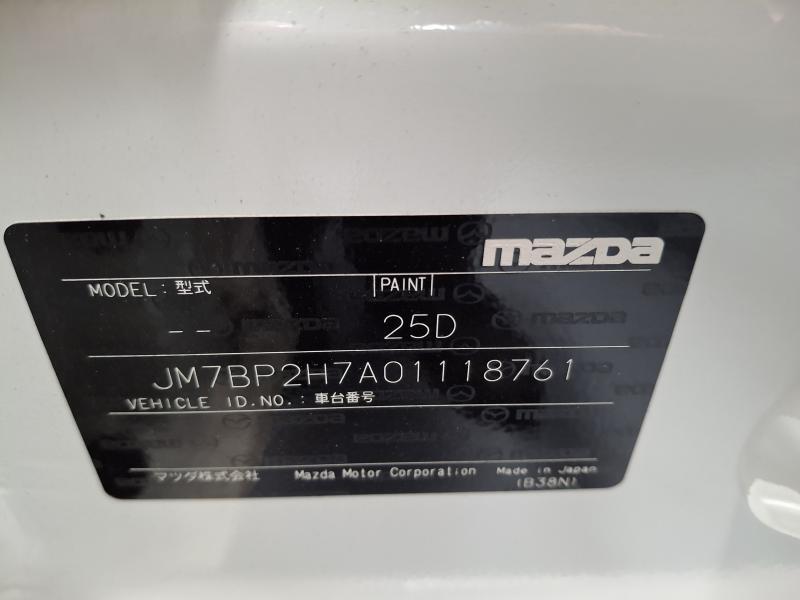 mazda
MODEL: 型式 PAINT
-- 25D
JM7BP2H7A01118761
VEHICLE ID.NO.: 車台番号
マツダ株式会社 Mazda Motor Corporation Made in Japan
(B38N)